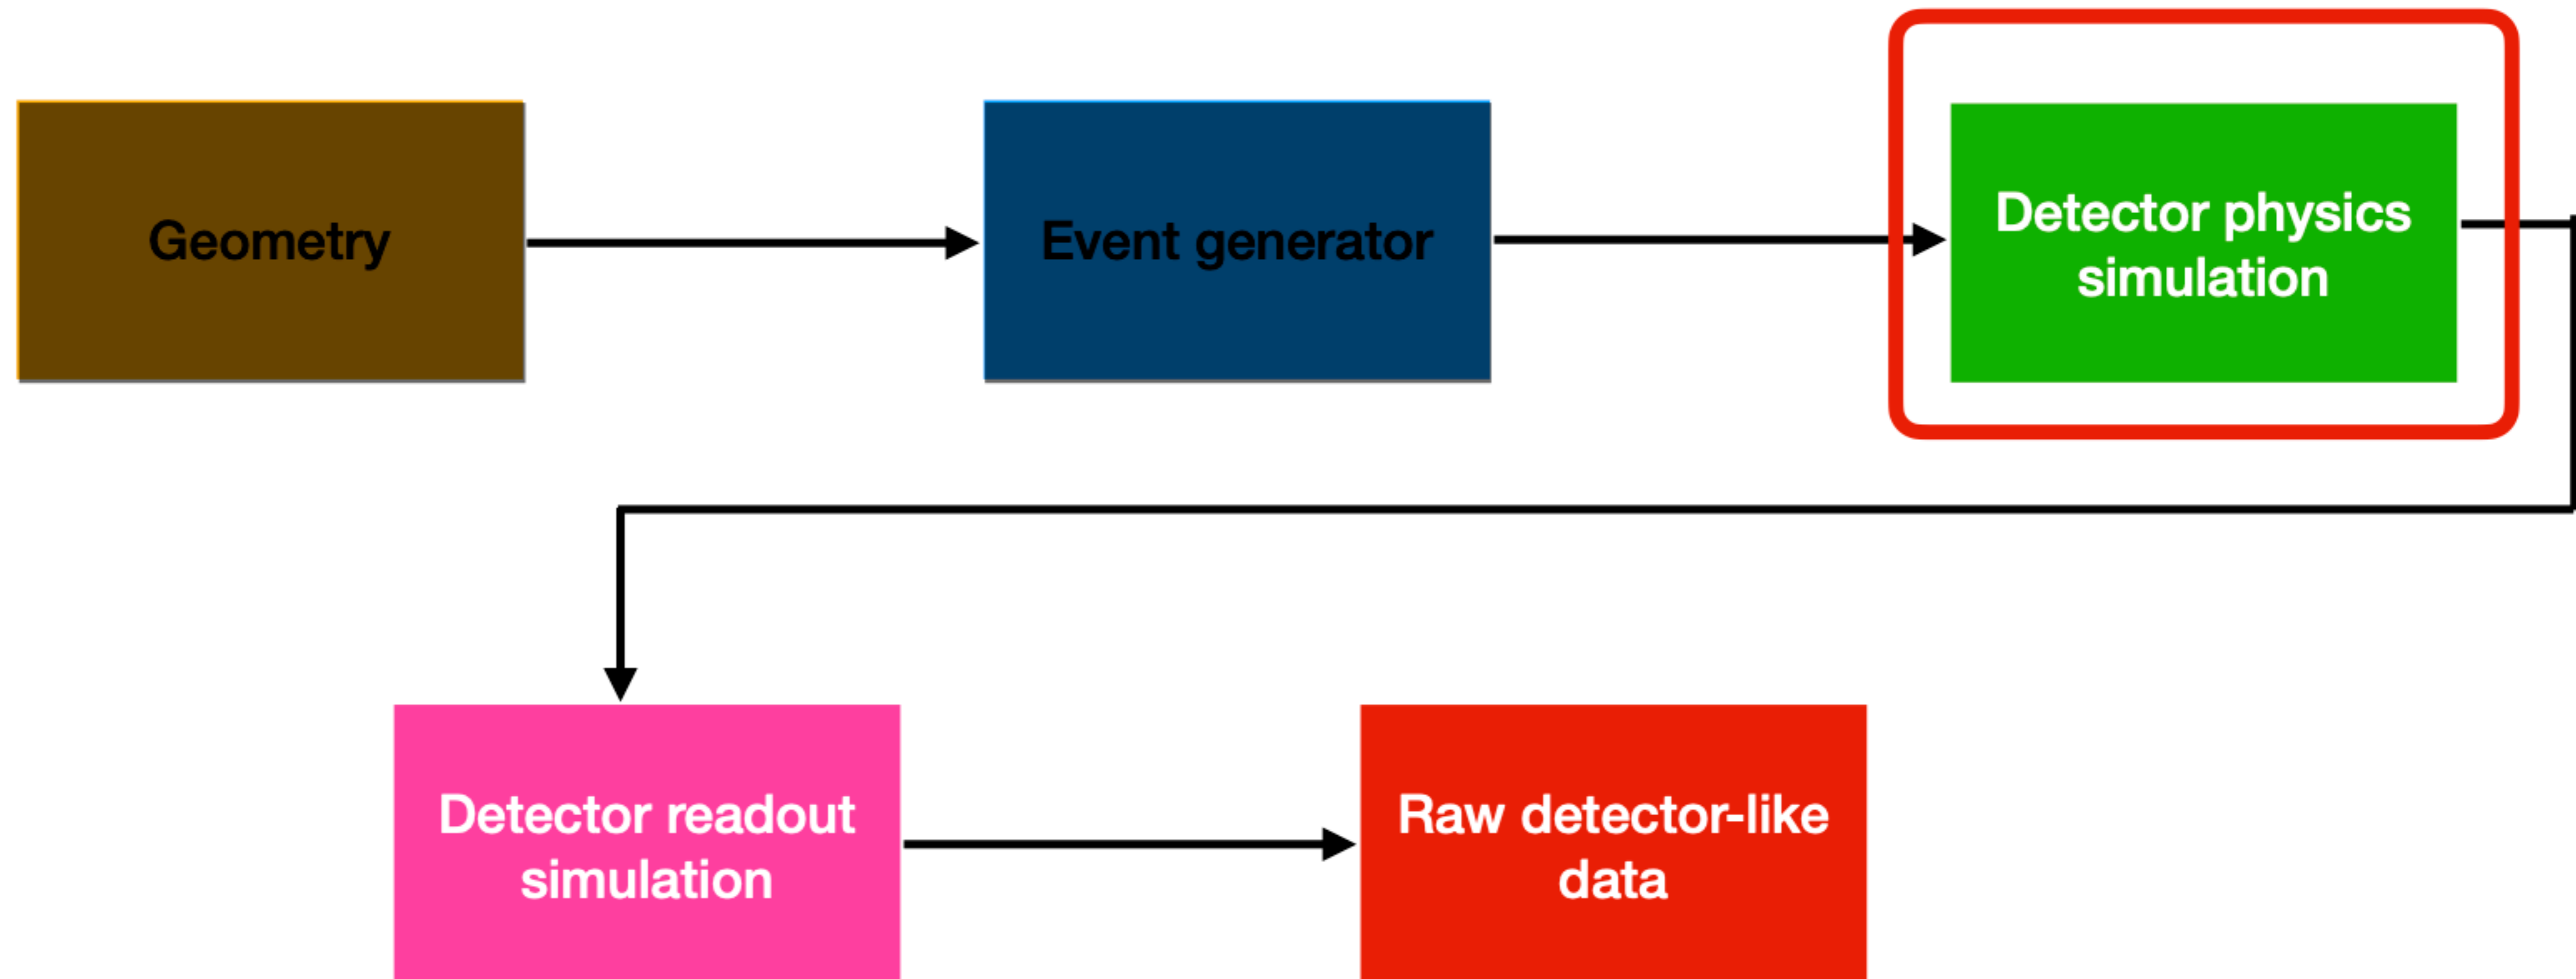 Geometry
Event generator
Detector physics
simulation
Detector readout
simulation
Raw detector-like
data